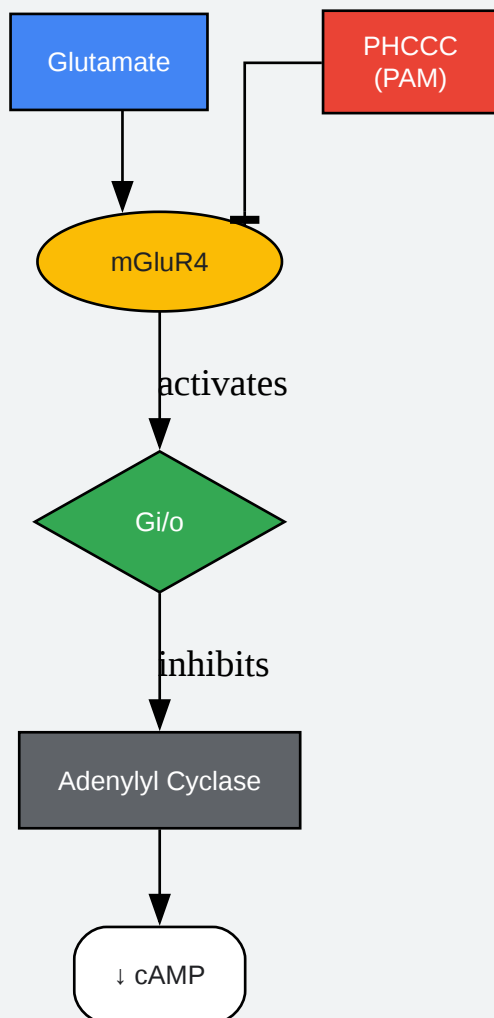 Glutamate
PHCCC
(PAM)
mGluR4
activates
Gi/o
inhibits
Adenylyl Cyclase
↓ cAMP